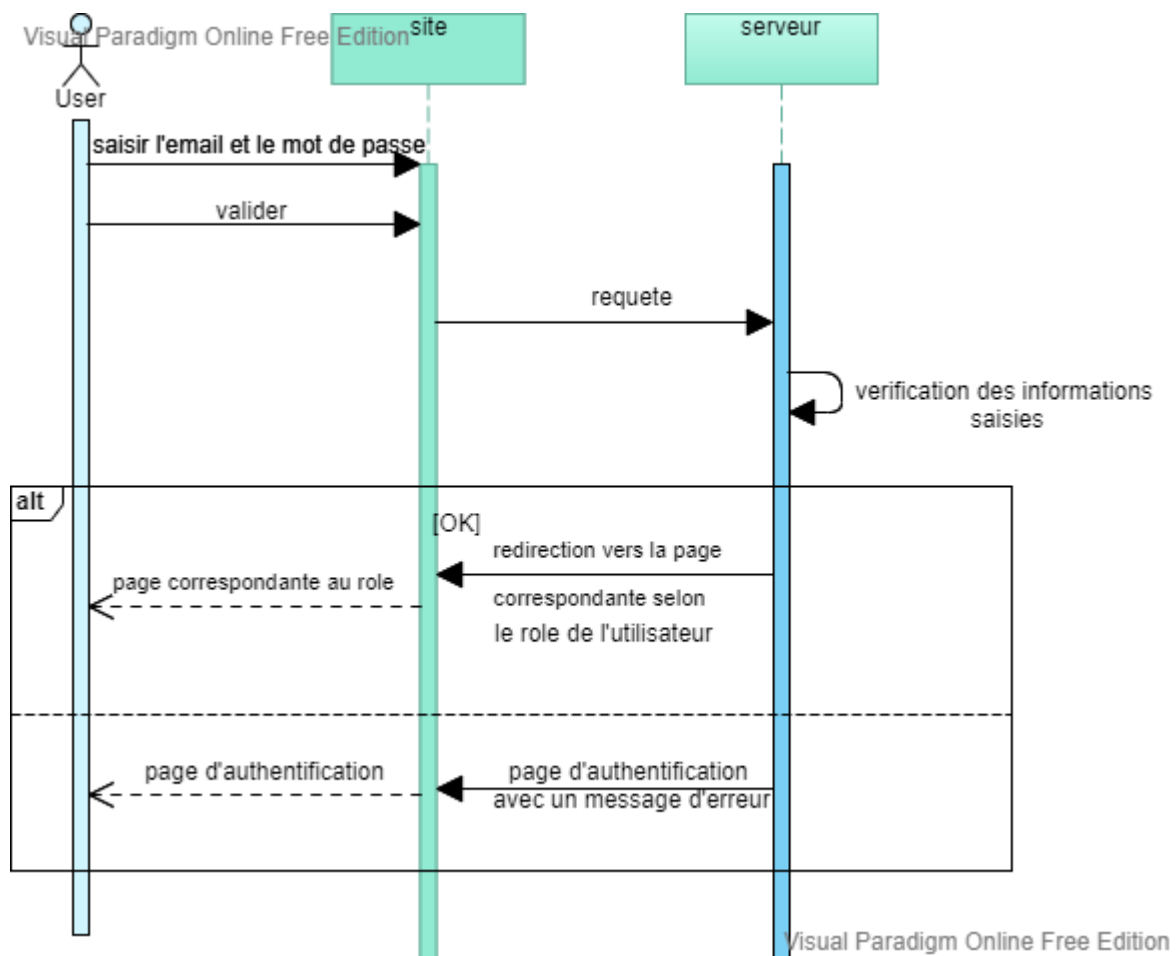 Visual Paradigm Online Free Edition
site
serveur
User
saisir l'email et le mot de passe
valider
requete
verification des informations
saisies
alt
[OK]
redirection vers la page
page correspondante au role
correspondante selon
le role de l'utilisateur
page d'authentification
page d'authentification
avec un message d'erreur
Visual Paradigm Online Free Edition